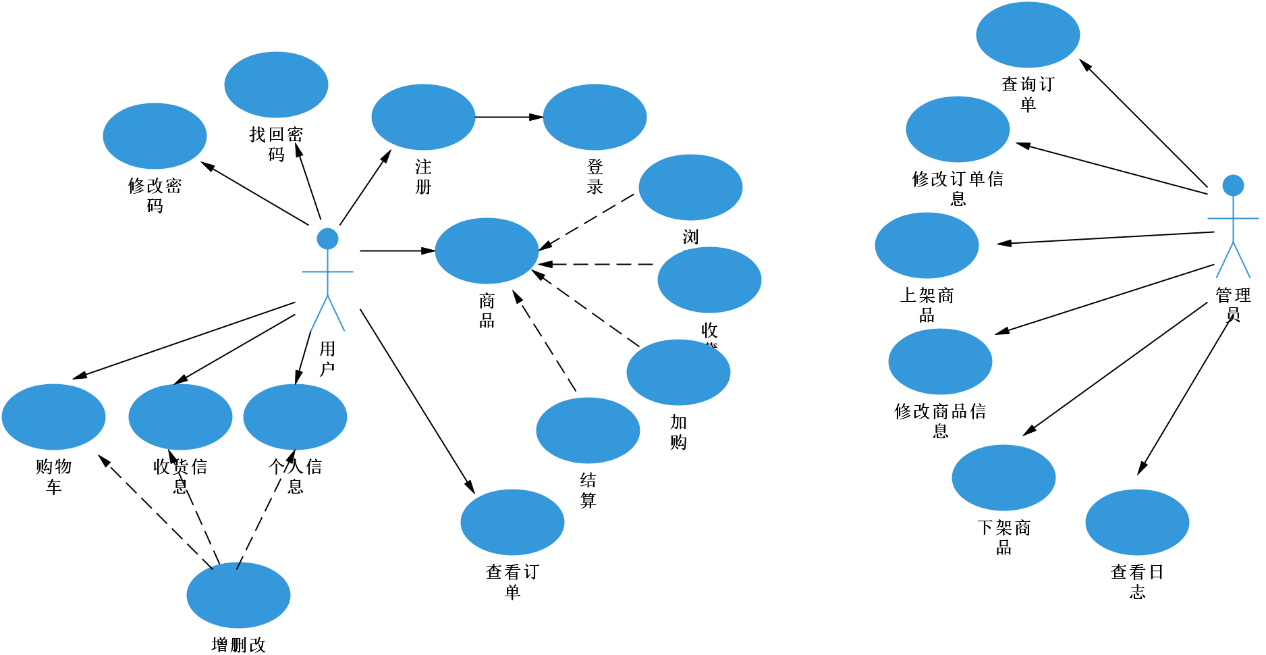 找回密
码
修改密
码
注
册
登
录
浏
商
品
收
加
购
结
算
用
户
购物
车
收货信
息
个人信
息
查看订
单
增删改
查询订
单
修改订单信
息
上架商
品
管理
员
修改商品信
息
下架商
品
查看日
志